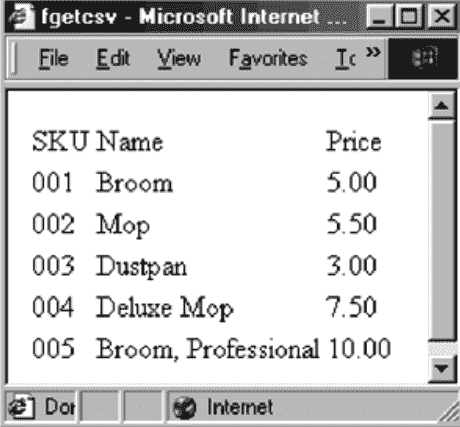 fgetcsv - Microsoft Internet ...
File Edit View Favorites »
SKU Name Price
001 Broom 5.00
002 Mop 5.50
003 Dustpan 3.00
004 Deluxe Mop 7.50
005 Broom, Professional 10.00
Internet